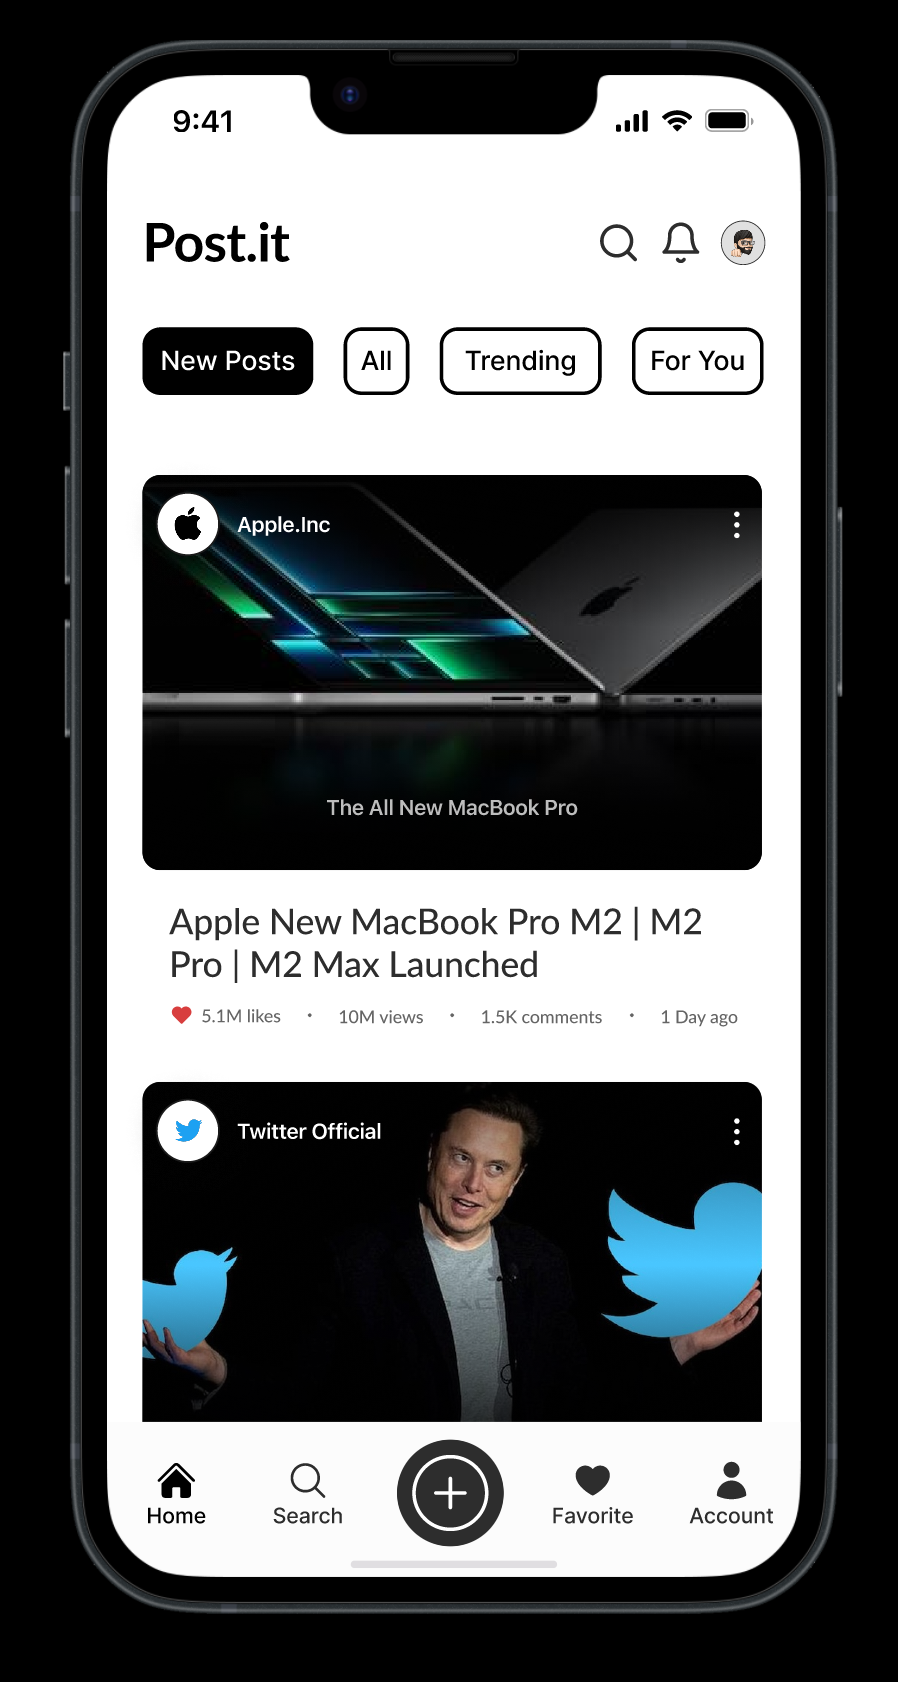 9:41
Post.it
New Posts
All
Trending
For You
Apple.Inc
The All New MacBook Pro
Apple New MacBook Pro M2 | M2
Pro | M2 Max Launched
5.1M likes • 10M views • 1.5K comments • 1 Day ago
Twitter Official
Home
Search
Favorite
Account